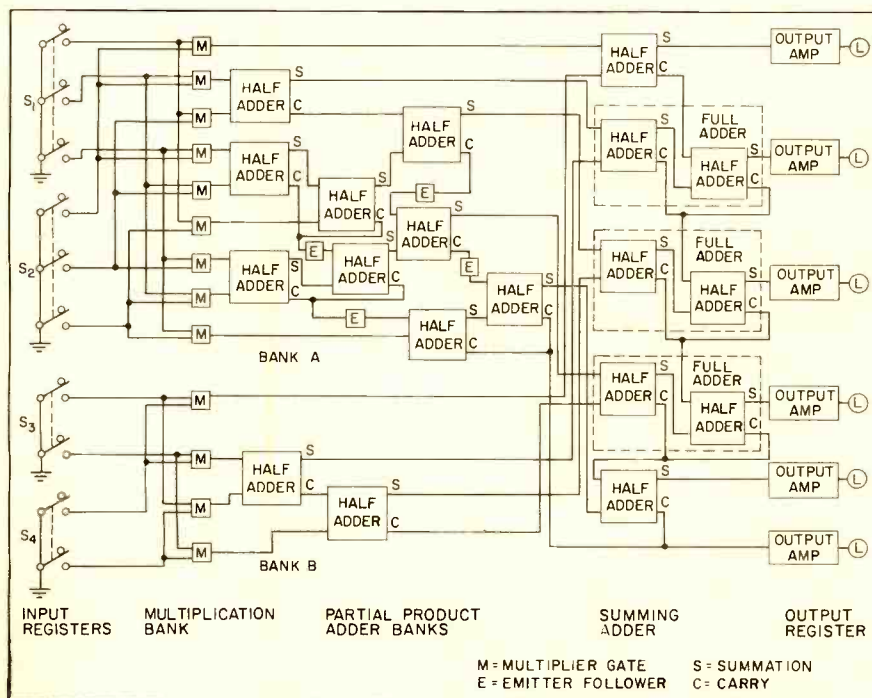 S1
S2
S3
S4
M
M
M
M
M
M
M
M
M
M
M
M
M
HALF ADDER S C
HALF ADDER S C
HALF ADDER S C
HALF ADDER S C
HALF ADDER S C
HALF ADDER S C
HALF ADDER S C
HALF ADDER S C
HALF ADDER S C
E
E
E
E
BANK A
HALF ADDER S C
HALF ADDER S C
BANK B
HALF ADDER S C
FULL ADDER
HALF ADDER S C
HALF ADDER S C
FULL ADDER
HALF ADDER S C
HALF ADDER S C
FULL ADDER
HALF ADDER S C
HALF ADDER S C
HALF ADDER S C
OUTPUT AMP L
OUTPUT AMP L
OUTPUT AMP L
OUTPUT AMP L
OUTPUT AMP L
OUTPUT AMP L
INPUT REGISTERS
MULTIPLICATION BANK
PARTIAL PRODUCT ADDER BANKS
SUMMING ADDER
OUTPUT REGISTER
M=MULTIPLIER GATE S=SUMMATION
E=EMITTER FOLLOWER C=CARRY